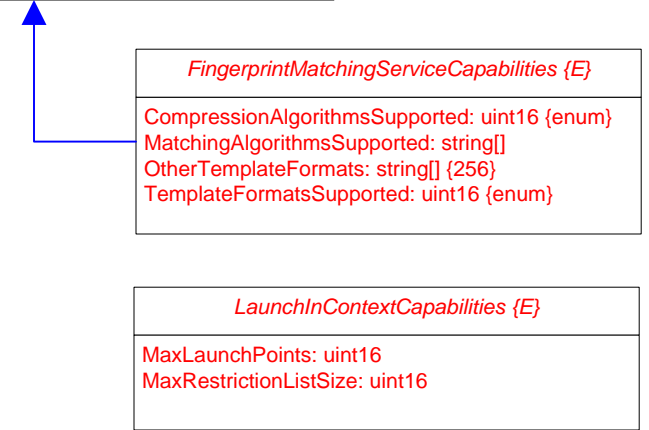 FingerprintMatchingServiceCapabilities {E}
CompressionAlgorithmsSupported: uint16 {enum}
MatchingAlgorithmsSupported: string[]
OtherTemplateFormats: string[] {256}
TemplateFormatsSupported: uint16 {enum}
LaunchInContextCapabilities {E}
MaxLaunchPoints: uint16
MaxRestrictionListSize: uint16